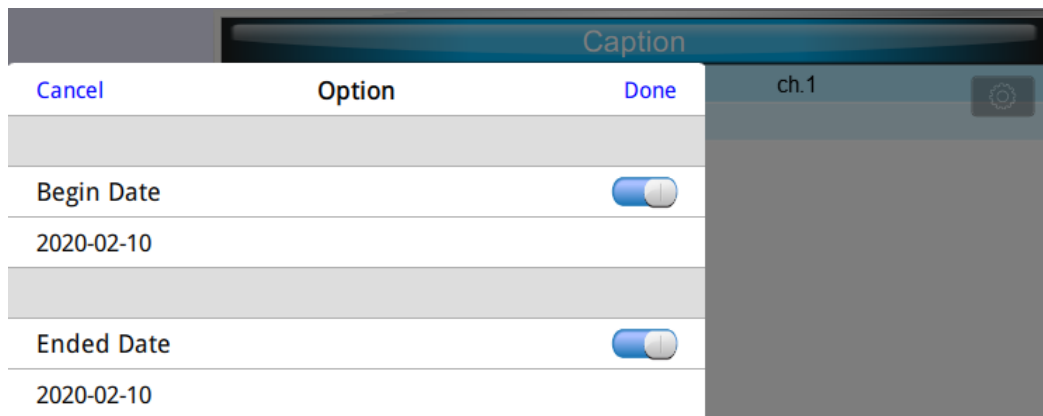 Caption
Cancel Option Done
ch.1
Begin Date
2020-02-10
Ended Date
2020-02-10